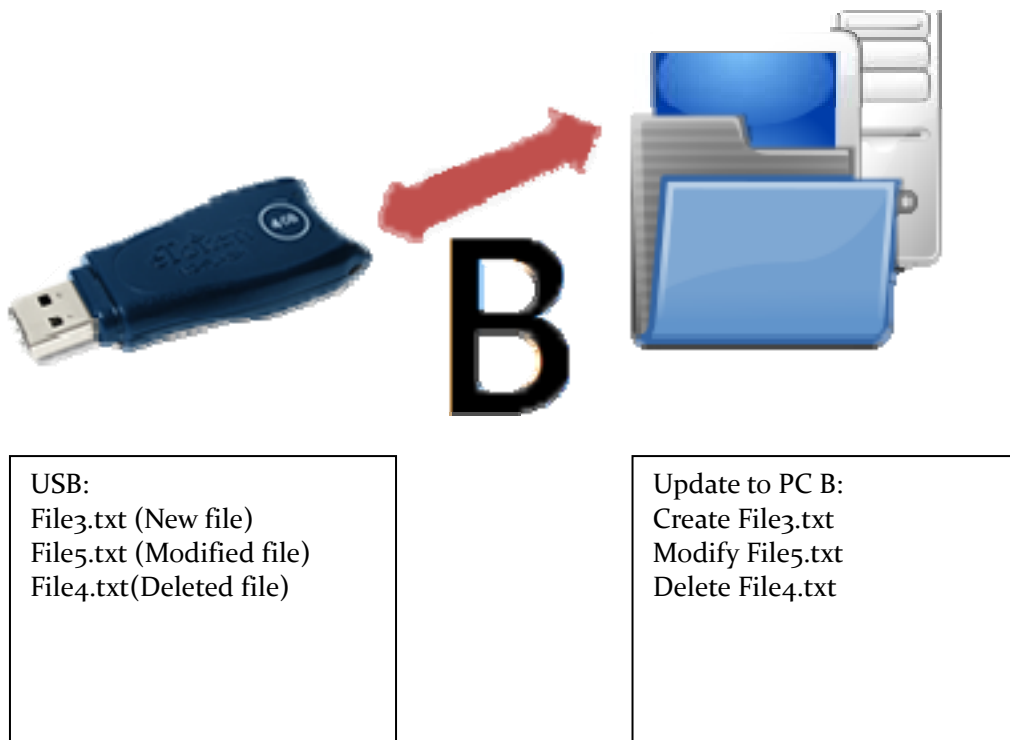 B
USB:
File3.txt (New file)
File5.txt (Modified file)
File4.txt(Deleted file)
Update to PC B:
Create File3.txt
Modify File5.txt
Delete File4.txt